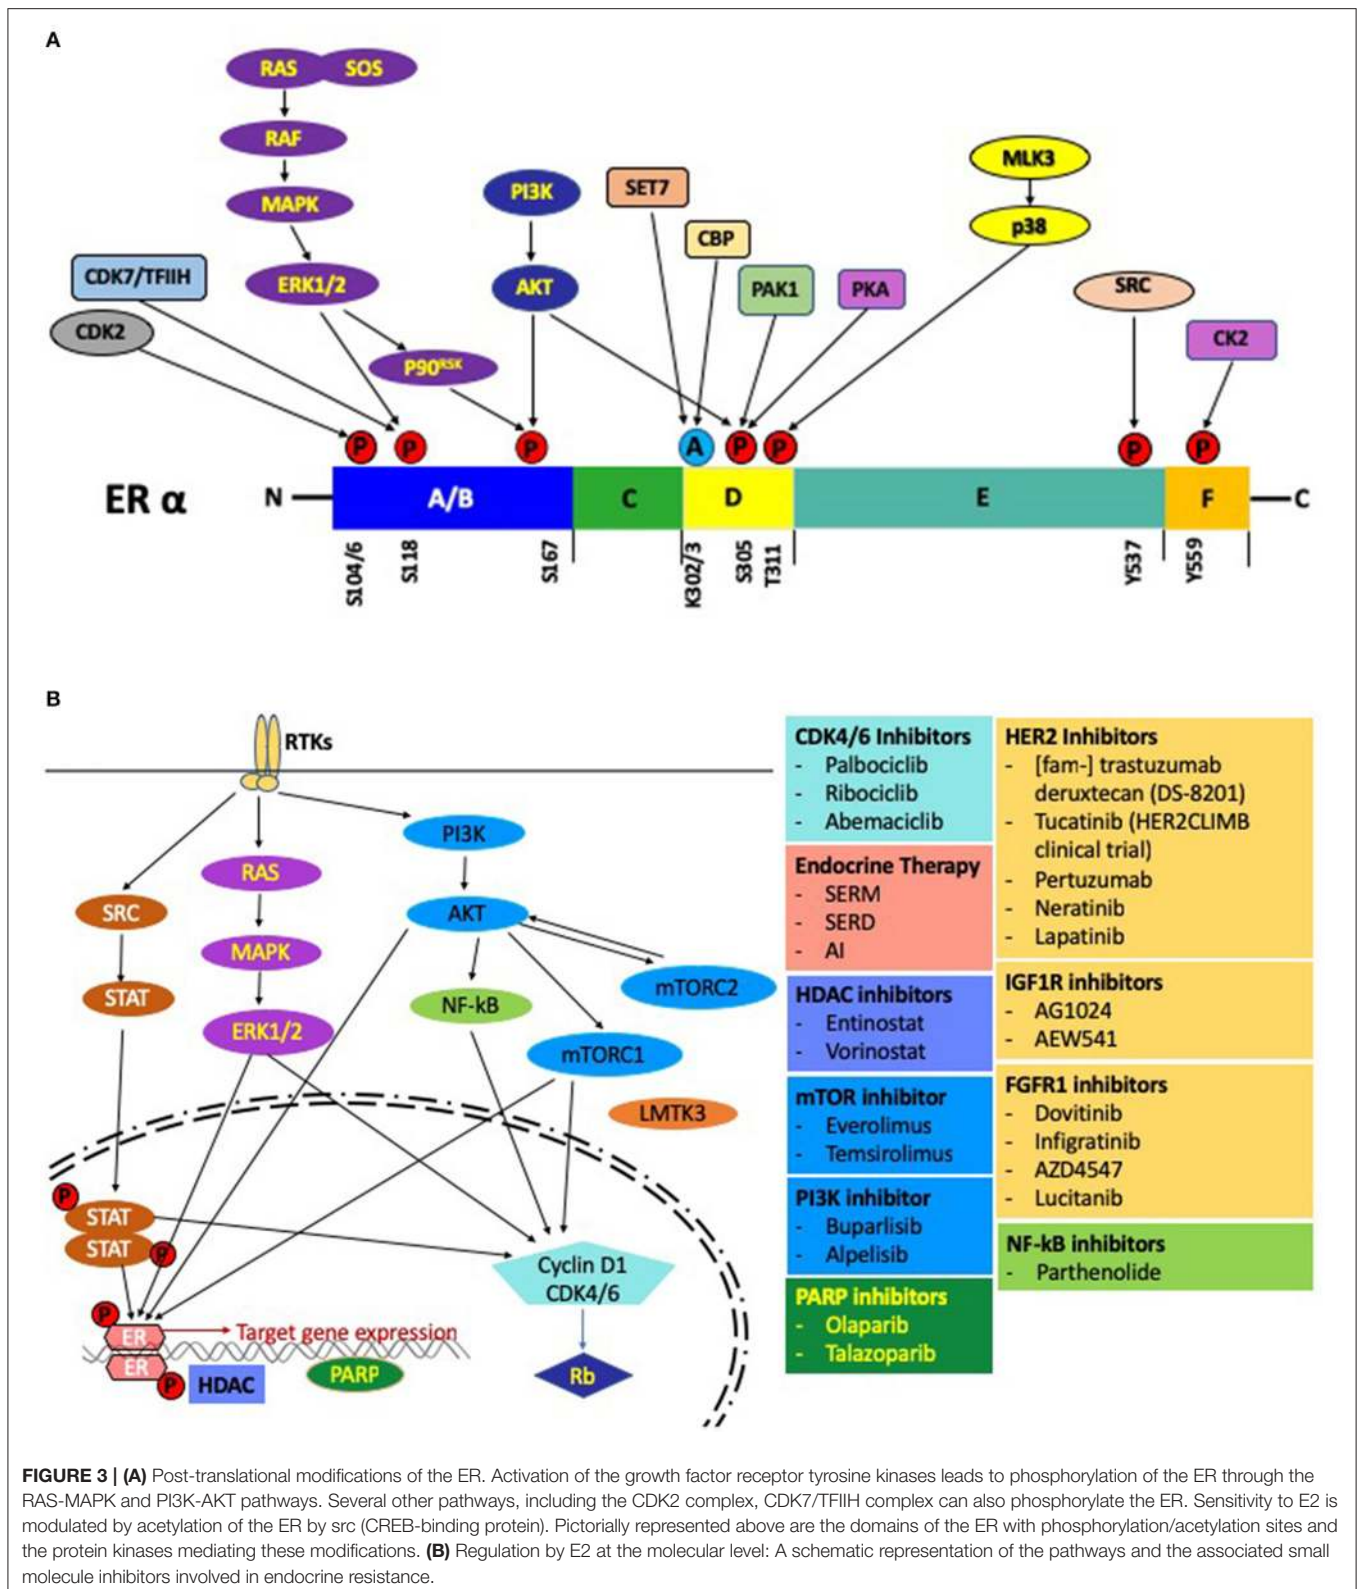 A
RAS
SOS
RAF
MAPK
ERK1/2
P90RSK
CDK7/TFIIH
CDK2
PI3K
AKT
SET7
CBP
PAK1
PKA
MLK3
p38
SRC
CK2
P
P
P
A
P
P
P
P
ER α
N
A/B
C
D
E
F
C
S104/6
S118
S167
K302/3
S305
T311
Y537
Y559
B
RTKs
PI3K
RAS
SRC
AKT
MAPK
STAT
NF-kB
mTORC2
ERK1/2
mTORC1
LMTK3
P
STAT
STAT
P
Cyclin D1
CDK4/6
P
ER
Target gene expression
ER
P
HDAC
PARP
Rb
CDK4/6 Inhibitors
- Palbociclib
- Ribociclib
- Abemaciclib
Endocrine Therapy
- SERM
- SERD
- AI
HDAC inhibitors
- Entinostat
- Vorinostat
mTOR inhibitor
- Everolimus
- Temsirolimus
PI3K inhibitor
- Buparlisib
- Alpelisib
PARP inhibitors
- Olaparib
- Talazoparib
HER2 Inhibitors
- [fam-] trastuzumab
deruxtecan (DS-8201)
- Tucatinib (HER2CLIMB
clinical trial)
- Pertuzumab
- Neratinib
- Lapatinib
IGF1R inhibitors
- AG1024
- AEW541
FGFR1 inhibitors
- Dovitinib
- Infigratinib
- AZD4547
- Lucitanib
NF-kB inhibitors
- Parthenolide
FIGURE 3 | (A) Post-translational modifications of the ER. Activation of the growth factor receptor tyrosine kinases leads to phosphorylation of the ER through the
RAS-MAPK and PI3K-AKT pathways. Several other pathways, including the CDK2 complex, CDK7/TFIIH complex can also phosphorylate the ER. Sensitivity to E2 is
modulated by acetylation of the ER by src (CREB-binding protein). Pictorially represented above are the domains of the ER with phosphorylation/acetylation sites and
the protein kinases mediating these modifications. (B) Regulation by E2 at the molecular level: A schematic representation of the pathways and the associated small
molecule inhibitors involved in endocrine resistance.